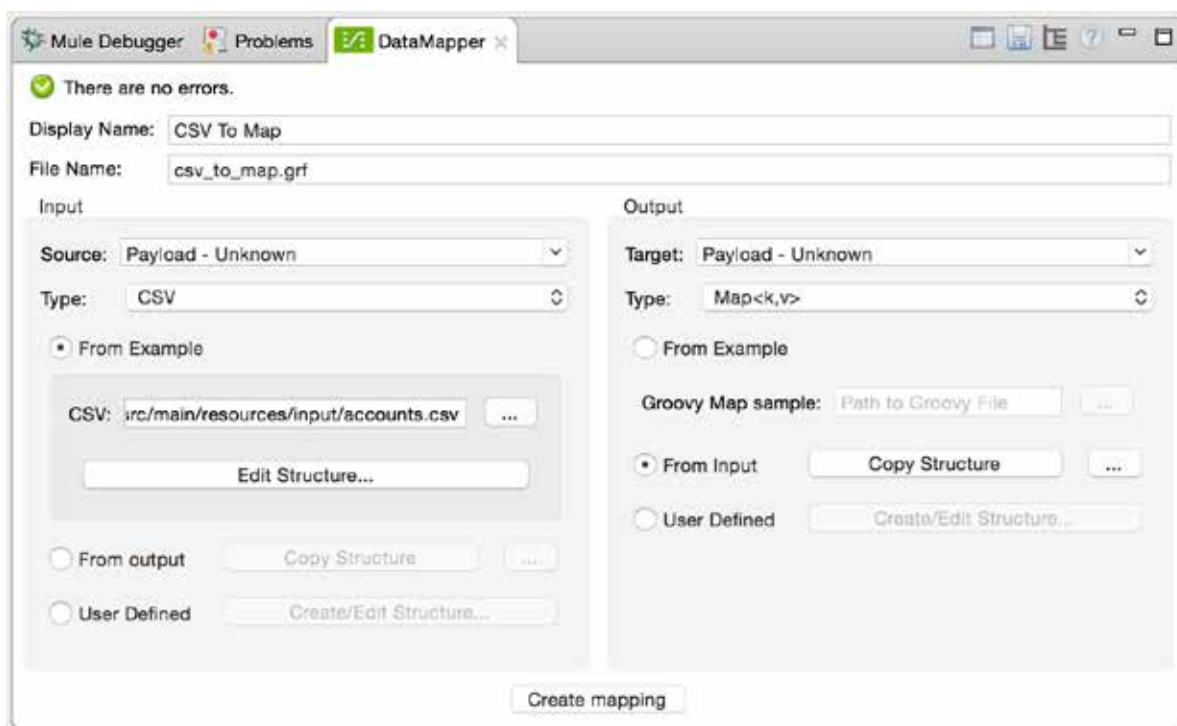 Mule Debugger Problems DataMapper
There are no errors.
Display Name: CSV To Map
File Name: csv_to_map.grf
Input
Source: Payload - Unknown
Type: CSV
From Example
CSV: rc/main/resources/input/accounts.csv ...
Edit Structure...
From output Copy Structure ...
User Defined Create/Edit Structure...
Output
Target: Payload - Unknown
Type: Map<k,v>
From Example
Groovy Map sample: Path to Groovy File ...
From Input Copy Structure ...
User Defined Create/Edit Structure...
Create mapping